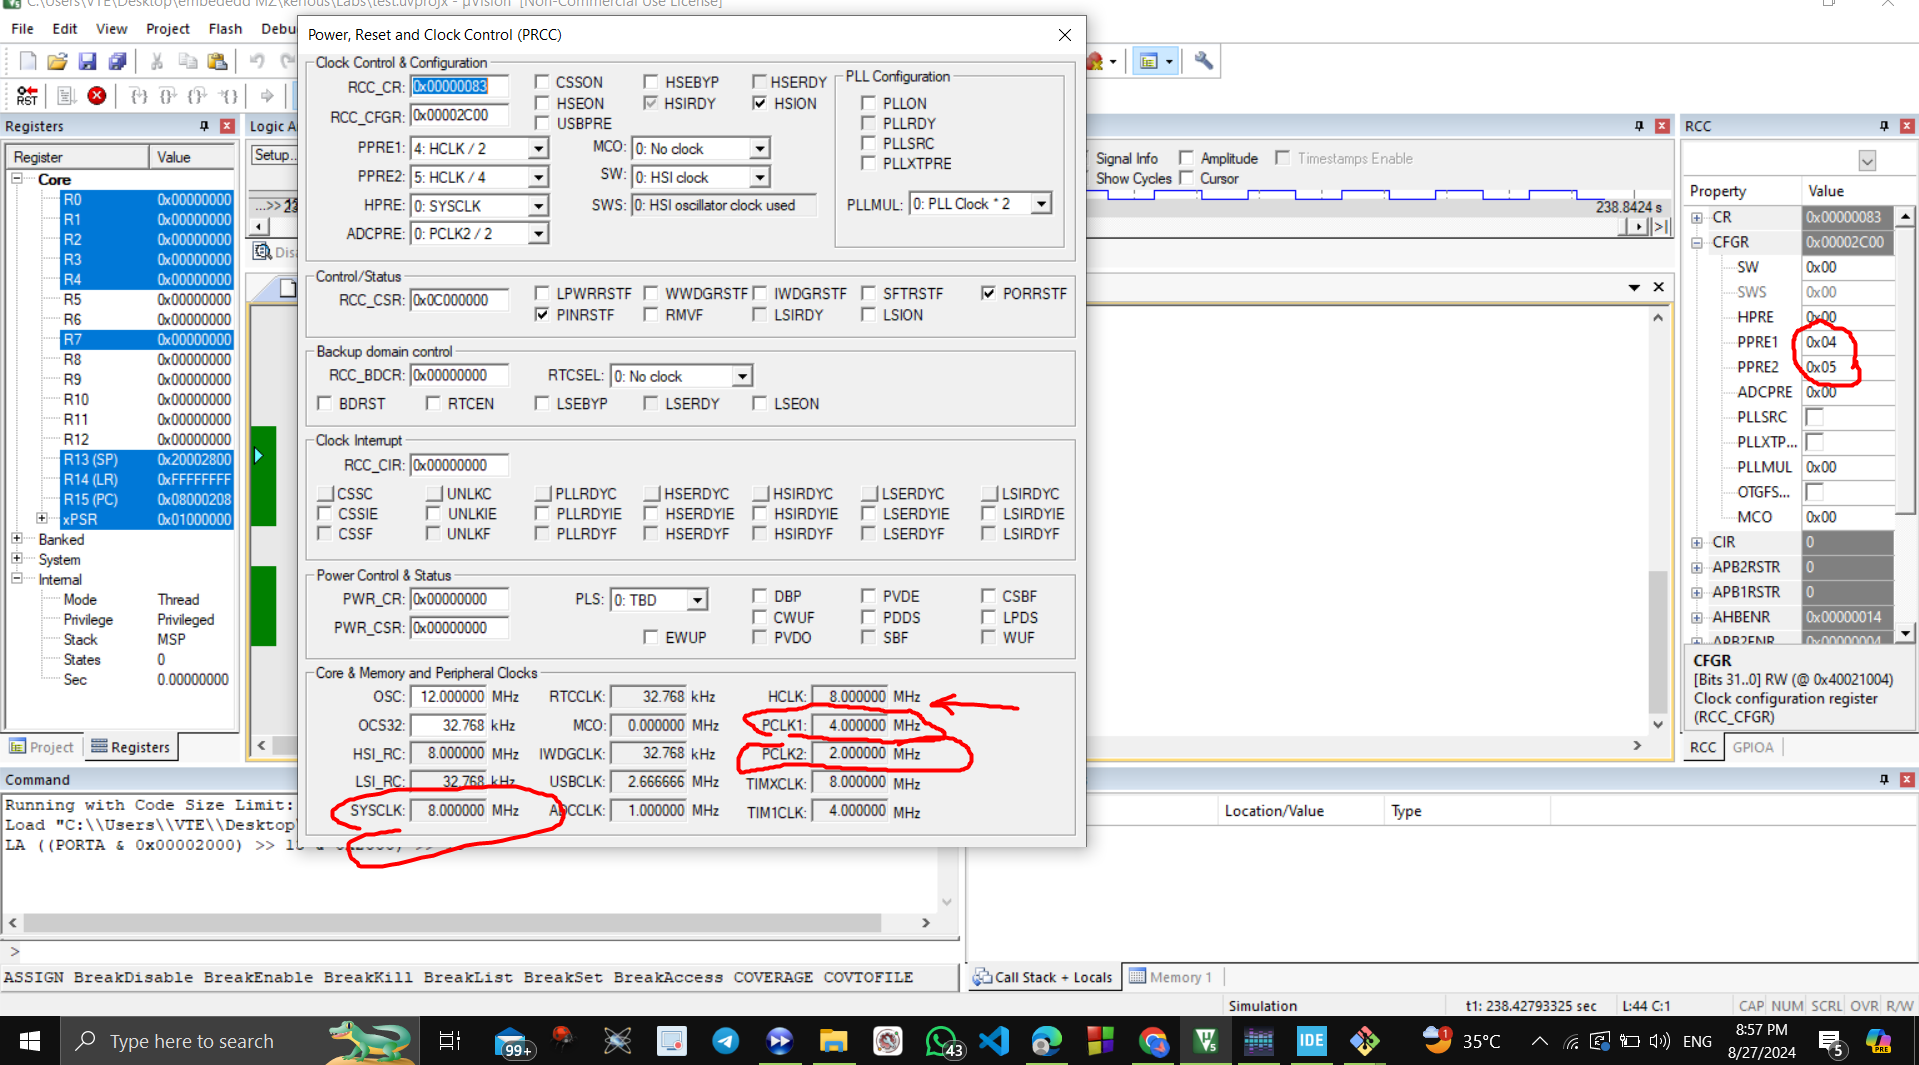 C:\Users\VTE\Desktop\embededd MZ\kerious\Labs\test.uvprojx - µVision [Non-Commercial Use License]
File Edit View Project Flash Debu
Power, Reset and Clock Control (PRCC)
Registers
Logic A
Setup...
Register Value
Core
R0 0x00000000
R1 0x00000000
R2 0x00000000
R3 0x00000000
R4 0x00000000
R5 0x00000000
R6 0x00000000
R7 0x00000000
R8 0x00000000
R9 0x00000000
R10 0x00000000
R11 0x00000000
R12 0x00000000
R13 (SP) 0x20002800
R14 (LR) 0xFFFFFFFF
R15 (PC) 0x08000208
xPSR 0x01000000
Banked
System
Internal
Mode Thread
Privilege Privileged
Stack MSP
States 0
Sec 0.00000000
Project Registers
Clock Control & Configuration
RCC_CR: 0x00000083 CSSON HSEBYP HSERDY
HSEON HSIRDY HSION
RCC_CFGR: 0x00002C00 USBPRE
PPRE1: 4: HCLK / 2 MCO: 0: No clock
PPRE2: 5: HCLK / 4 SW: 0: HSI clock
HPRE: 0: SYSCLK SWS: 0: HSI oscillator clock used
ADCPRE: 0: PCLK2 / 2
PLL Configuration
PLLON
PLLRDY
PLLSRC
PLLXTPRE
PLLMUL: 0: PLL Clock * 2
Control/Status
RCC_CSR: 0x0C000000 LPWRRSTF WWDGRSTF IWDGRSTF SFTRSTF PORRSTF
PINRSTF RMVF LSIRDY LSION
Backup domain control
RCC_BDCR: 0x00000000 RTCSEL: 0: No clock
BDRST RTCEN LSEBYP LSERDY LSEON
Clock Interrupt
RCC_CIR: 0x00000000
CSSC UNLKC PLLRDYC HSERDYC HSIRDYC LSERDYC LSIRDYC
CSSIE UNLKIE PLLRDYIE HSERDYIE HSIRDYIE LSERDYIE LSIRDYIE
CSSF UNLKF PLLRDYF HSERDYF HSIRDYF LSERDYF LSIRDYF
Power Control & Status
PWR_CR: 0x00000000 PLS: 0: TBD DBP PVDE CSBF
CWUF PDDS LPDS
PWR_CSR: 0x00000000 EWUP PVDO SBF WUF
Core & Memory and Peripheral Clocks
OSC: 12.000000 MHz RTCCLK: 32.768 kHz HCLK: 8.000000 MHz
OCS32: 32.768 kHz MCO: 0.000000 MHz PCLK1: 4.000000 MHz
HSI_RC: 8.000000 MHz IWDGCLK: 32.768 kHz PCLK2: 2.000000 MHz
LSI_RC: 32.768 kHz USBCLK: 2.666666 MHz TIMXCLK: 8.000000 MHz
SYSCLK: 8.000000 MHz ADCCLK: 1.000000 MHz TIM1CLK: 4.000000 MHz
Signal Info Amplitude Timestamps Enable
Show Cycles Cursor
238.8424 s
RCC
Property Value
CR 0x00000083
CFGR 0x00002C00
SW 0x00
SWS 0x00
HPRE 0x00
PPRE1 0x04
PPRE2 0x05
ADCPRE 0x00
PLLSRC
PLLXTP...
PLLMUL 0x00
OTGFS...
MCO 0x00
CIR 0
APB2RSTR 0
APB1RSTR 0
AHBENR 0x00000014
APB2ENR 0x00000004
CFGR
[Bits 31..0] RW (@ 0x40021004)
Clock configuration register
(RCC_CFGR)
RCC GPIOA
Command
Running with Code Size Limit:
Load "C:\\Users\\VTE\\Desktop\
LA ((PORTA & 0x00002000) >> 1
>
ASSIGN BreakDisable BreakEnable BreakKill BreakList BreakSet BreakAccess COVERAGE COVTOFILE
Location/Value Type
Call Stack + Locals Memory 1
Simulation t1: 238.42793325 sec L:44 C:1 CAP NUM SCRL OVR R/W
Type here to search
99+
43
IDE
1
35°C
ENG
8:57 PM
8/27/2024
5
PRE